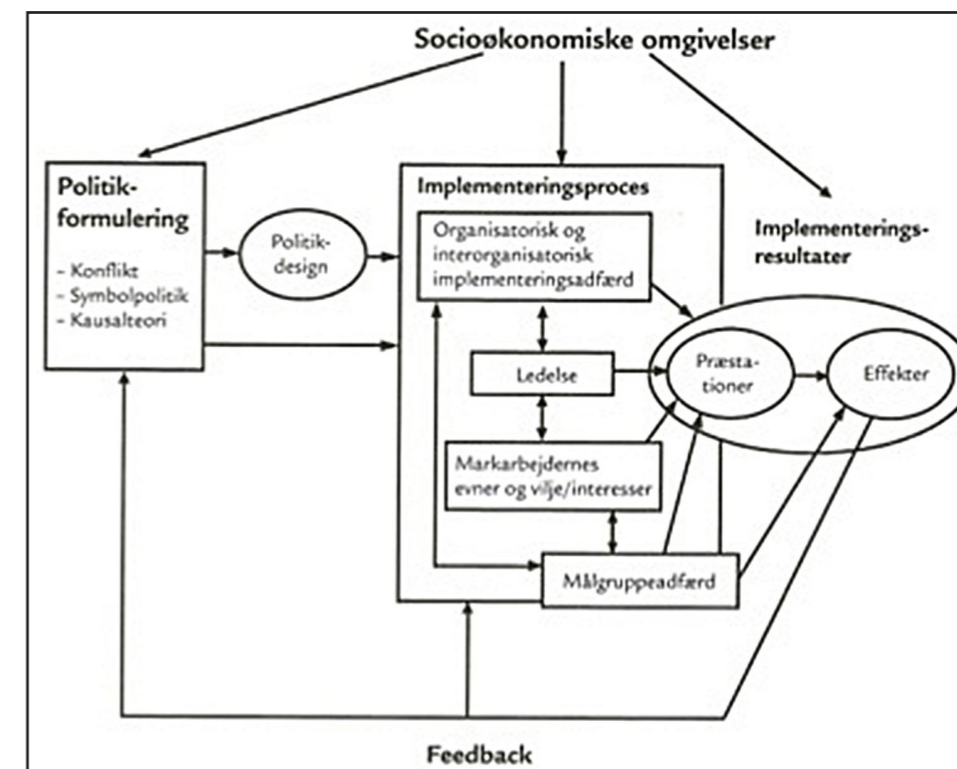 Socioøkonomiske omgivelser
Politik-
formulering
- Konflikt
- Symbolpolitik
- Kausalteori
Politik-
design
Implementeringsproces
Organisatorisk og
interorganisatorisk
implementeringsadfærd
Ledelse
Markarbejdernes
evner og vilje/interesser
Målgruppeadfærd
Implementerings-
resultater
Præsta-
tioner
Effekter
Feedback